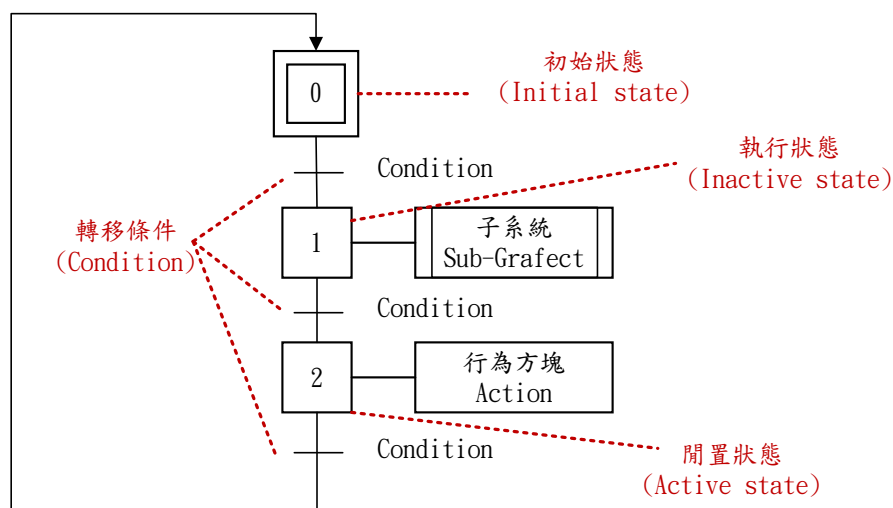 初始狀態
(Initial state)
0
Condition
執行狀態
(Inactive state)
轉移條件
(Condition)
1
子系統
Sub-Grafect
Condition
2
行為方塊
Action
Condition
閒置狀態
(Active state)